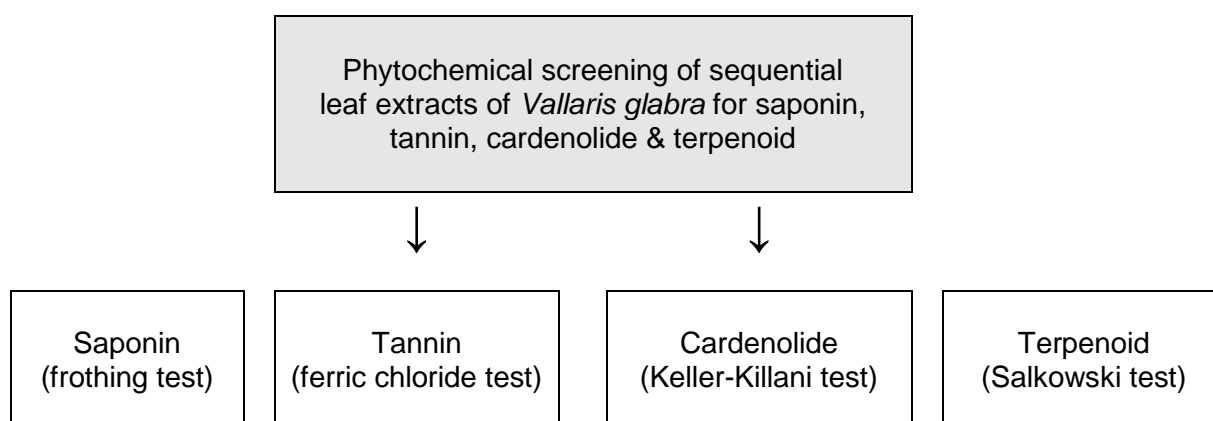 Phytochemical screening of sequential
leaf extracts of Vallaris glabra for saponin,
tannin, cardenolide & terpenoid
Saponin
(frothing test)
Tannin
(ferric chloride test)
Cardenolide
(Keller-Killani test)
Terpenoid
(Salkowski test)